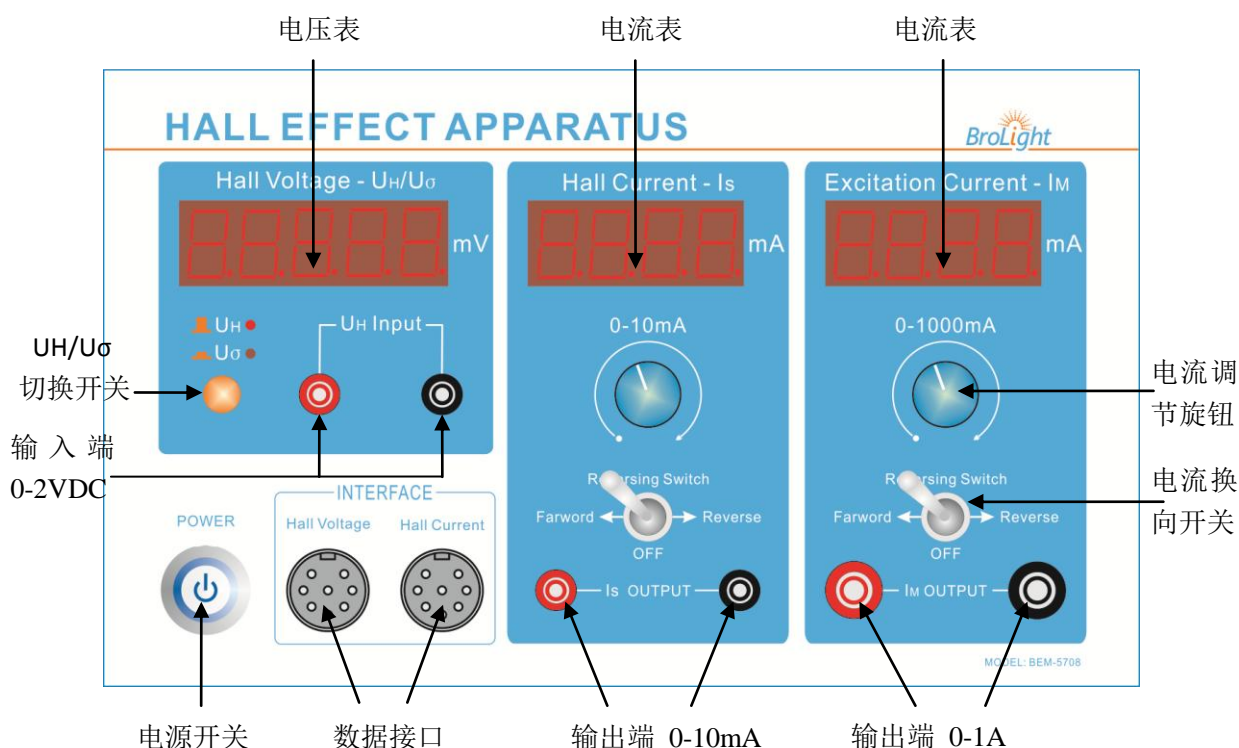 电压表
电流表
电流表
HALL EFFECT APPARATUS
BroLight
Hall Voltage - UH/Uσ
mV
Hall Current - Is
mA
Excitation Current - IM
mA
UH
Uσ
UH Input
0-10mA
0-1000mA
UH/Uσ
切换开关
电流调
节旋钮
输入端
0-2VDC
Reversing Switch
Farword
Reverse
OFF
Reversing Switch
Farword
Reverse
OFF
电流换
向开关
POWER
INTERFACE
Hall Voltage
Hall Current
Is OUTPUT
IM OUTPUT
MODEL: BEM-5708
电源开关
数据接口
输出端 0-10mA
输出端 0-1A